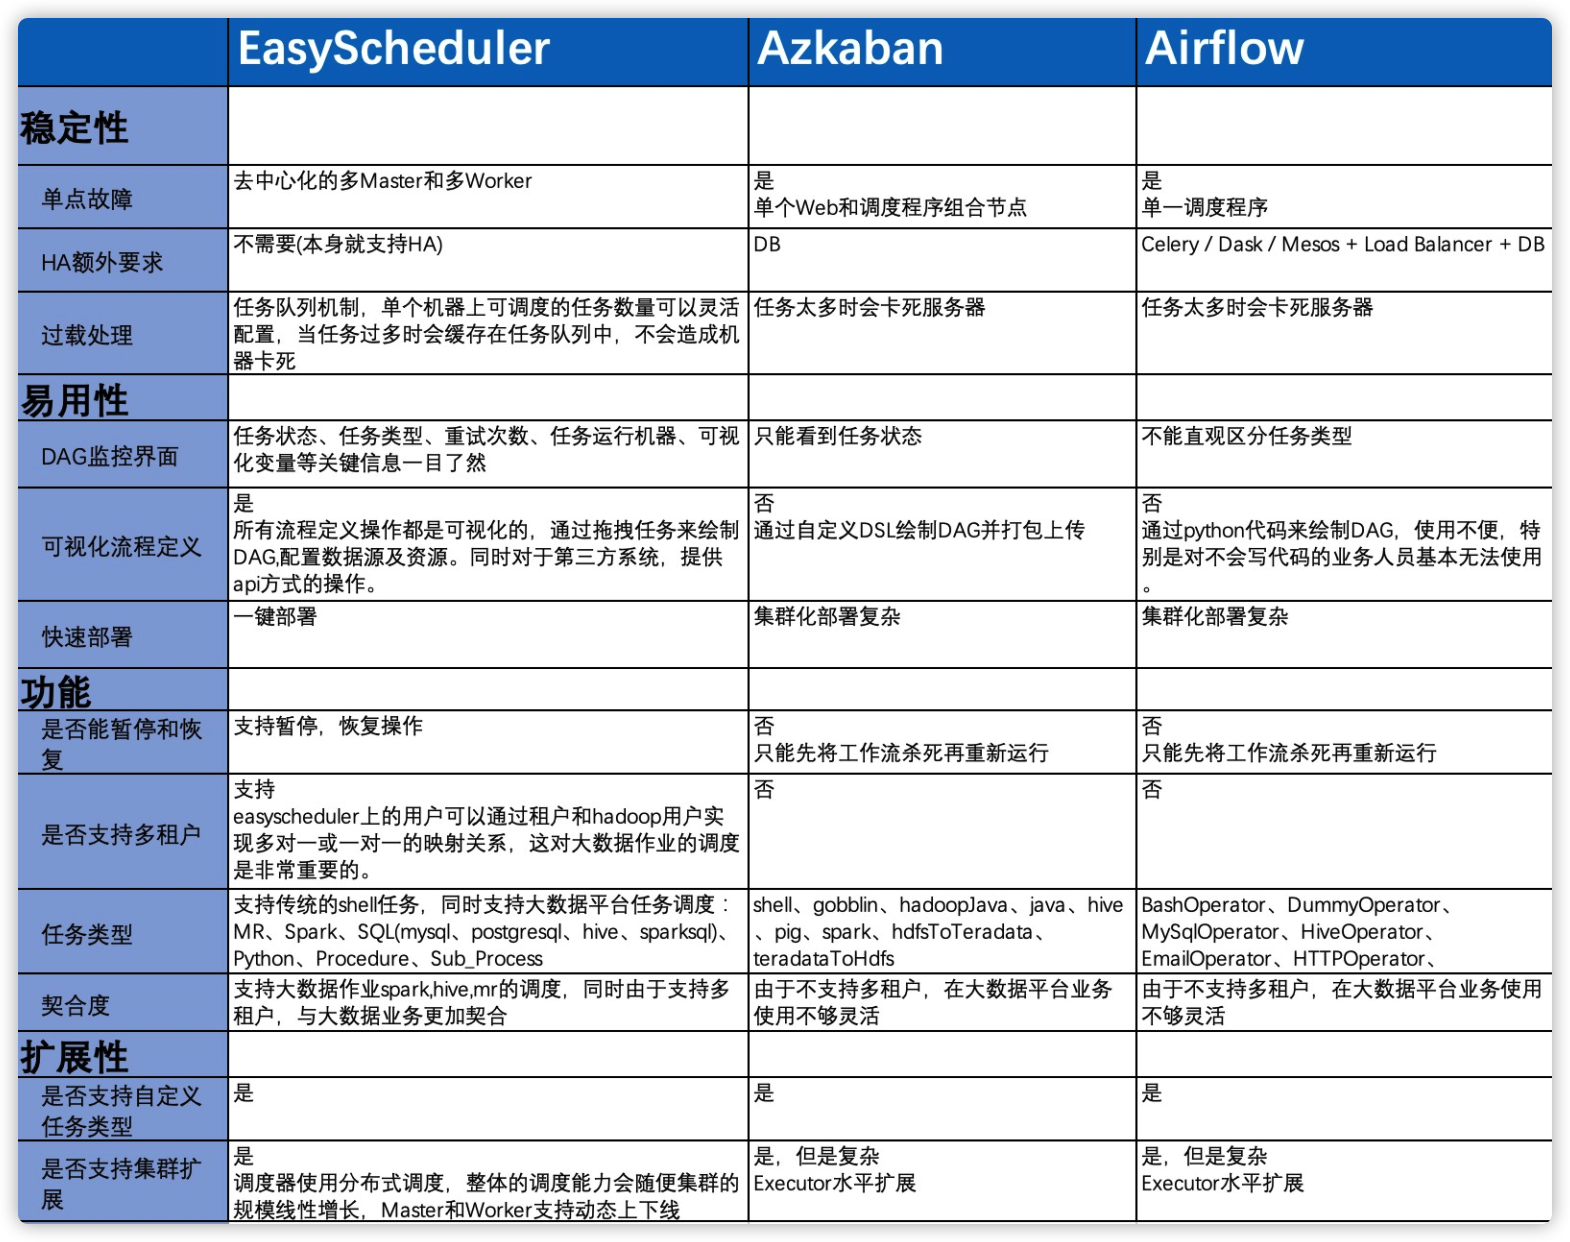 EasyScheduler
Azkaban
Airflow
稳定性
单点故障
去中心化的多Master和多Worker
是
单个Web和调度程序组合节点
是
单一调度程序
HA额外要求
不需要(本身就支持HA)
DB
Celery / Dask / Mesos + Load Balancer + DB
过载处理
任务队列机制，单个机器上可调度的任务数量可以灵活
配置，当任务过多时会缓存在任务队列中，不会造成机
器卡死
任务太多时会卡死服务器
任务太多时会卡死服务器
易用性
DAG监控界面
任务状态、任务类型、重试次数、任务运行机器、可视
化变量等关键信息一目了然
只能看到任务状态
不能直观区分任务类型
可视化流程定义
是
所有流程定义操作都是可视化的，通过拖拽任务来绘制
DAG,配置数据源及资源。同时对于第三方系统，提供
api方式的操作。
否
通过自定义DSL绘制DAG并打包上传
否
通过python代码来绘制DAG，使用不便，特
别是对不会写代码的业务人员基本无法使用
。
快速部署
一键部署
集群化部署复杂
集群化部署复杂
功能
是否能暂停和恢
复
支持暂停，恢复操作
否
只能先将工作流杀死再重新运行
否
只能先将工作流杀死再重新运行
是否支持多租户
支持
easyscheduler上的用户可以通过租户和hadoop用户实
现多对一或一对一的映射关系，这对大数据作业的调度
是非常重要的。
否
否
任务类型
支持传统的shell任务，同时支持大数据平台任务调度：
MR、Spark、SQL(mysql、postgresql、hive、sparksql)、
Python、Procedure、Sub_Process
shell、gobblin、hadoopJava、java、hive
、pig、spark、hdfsToTeradata、
teradataToHdfs
BashOperator、DummyOperator、
MySqlOperator、HiveOperator、
EmailOperator、HTTPOperator、
契合度
支持大数据作业spark,hive,mr的调度，同时由于支持多
租户，与大数据业务更加契合
由于不支持多租户，在大数据平台业务
使用不够灵活
由于不支持多租户，在大数据平台业务使用
不够灵活
扩展性
是否支持自定义
任务类型
是
是
是
是否支持集群扩
展
是
调度器使用分布式调度，整体的调度能力会随便集群的
规模线性增长，Master和Worker支持动态上下线
是，但是复杂
Executor水平扩展
是，但是复杂
Executor水平扩展